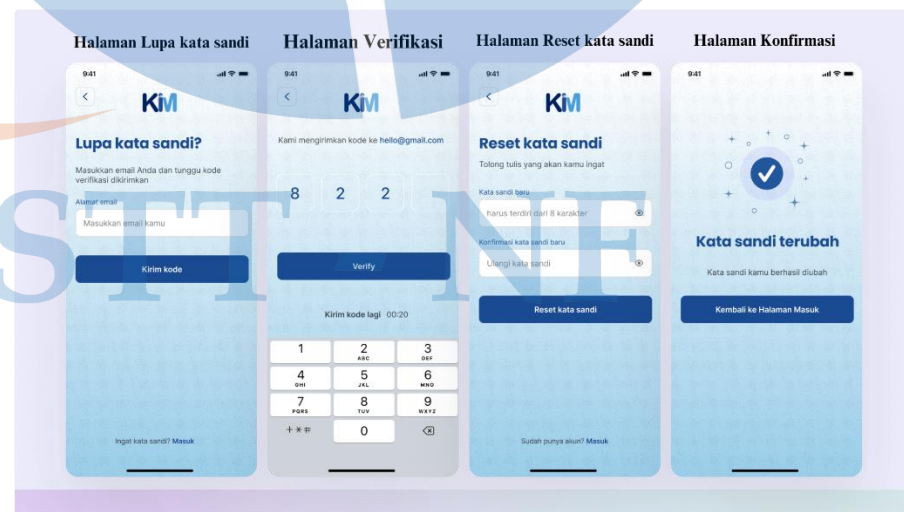 Halaman Lupa kata sandi
9:41
KiM
Lupa kata sandi?
Masukkan email Anda dan tunggu kode
verifikasi dikirimkan
Alamat email
Masukkan email kamu
Kirim kode
Ingat kata sandi? Masuk
Halaman Verifikasi
9:41
KiM
Kami mengirimkan kode ke hello@gmail.com
8 2 2
Verify
Kirim kode lagi 00:20
1 2 3
ABC DEF
4 5 6
GHI JKL MNO
7 8 9
PQRS TUV WXYZ
+ * #
0
Halaman Reset kata sandi
9:41
KiM
Reset kata sandi
Tolong tulis yang akan kamu ingat
Kata sandi baru
harus terdiri dari 8 karakter
Konfirmasi kata sandi baru
Ulangi kata sandi
Reset kata sandi
Sudah punya akun? Masuk
Halaman Konfirmasi
9:41
Kata sandi terubah
Kata sandi kamu berhasil diubah
Kembali ke Halaman Masuk
STT NF